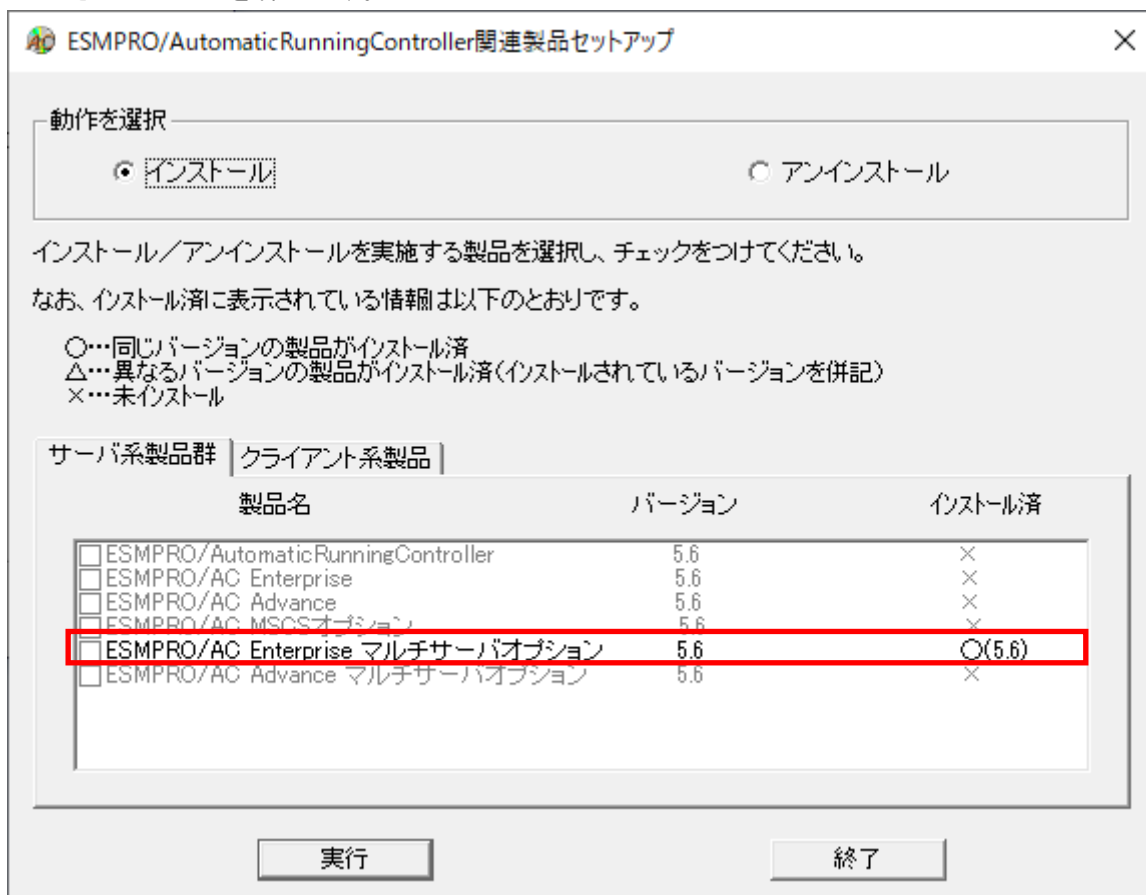 ESMPRO/AutomaticRunningController関連製品セットアップ
動作を選択
インストール アンインストール
インストール/アンインストールを実施する製品を選択し、チェックをつけてください。
なお、インストール済に表示されている情報は以下のとおりです。
○…同じバージョンの製品がインストール済
△…異なるバージョンの製品がインストール済(インストールされているバージョンを併記)
×…未インストール
サーバ系製品群 クライアント系製品
製品名 バージョン インストール済
ESMPRO/AutomaticRunningController 5.6 ×
ESMPRO/AC Enterprise 5.6 ×
ESMPRO/AC Advance 5.6 ×
ESMPRO/AC MSCSオプション 5.6 ×
ESMPRO/AC Enterprise マルチサーバオプション 5.6 ○(5.6)
ESMPRO/AC Advance マルチサーバオプション 5.6 ×
実行 終了